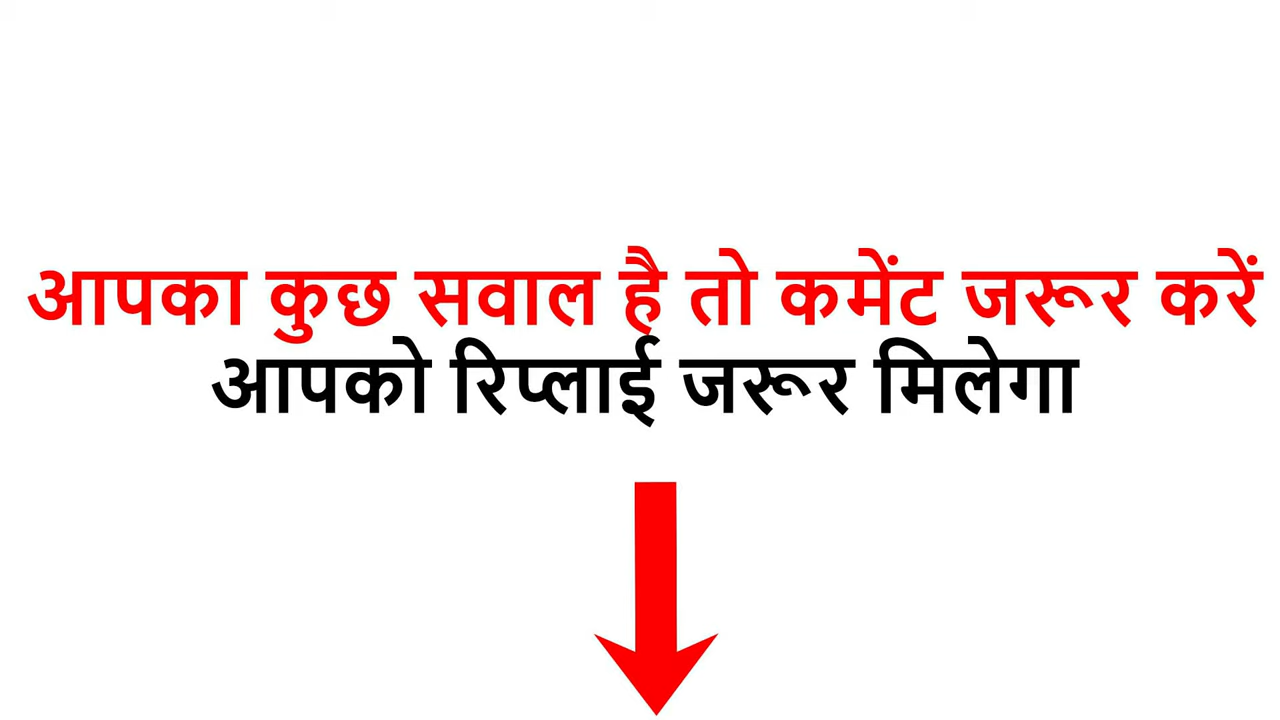 आपका कुछ सवाल है तो कमेंट जरूर करें
आपको रिप्लाई जरूर मिलेगा